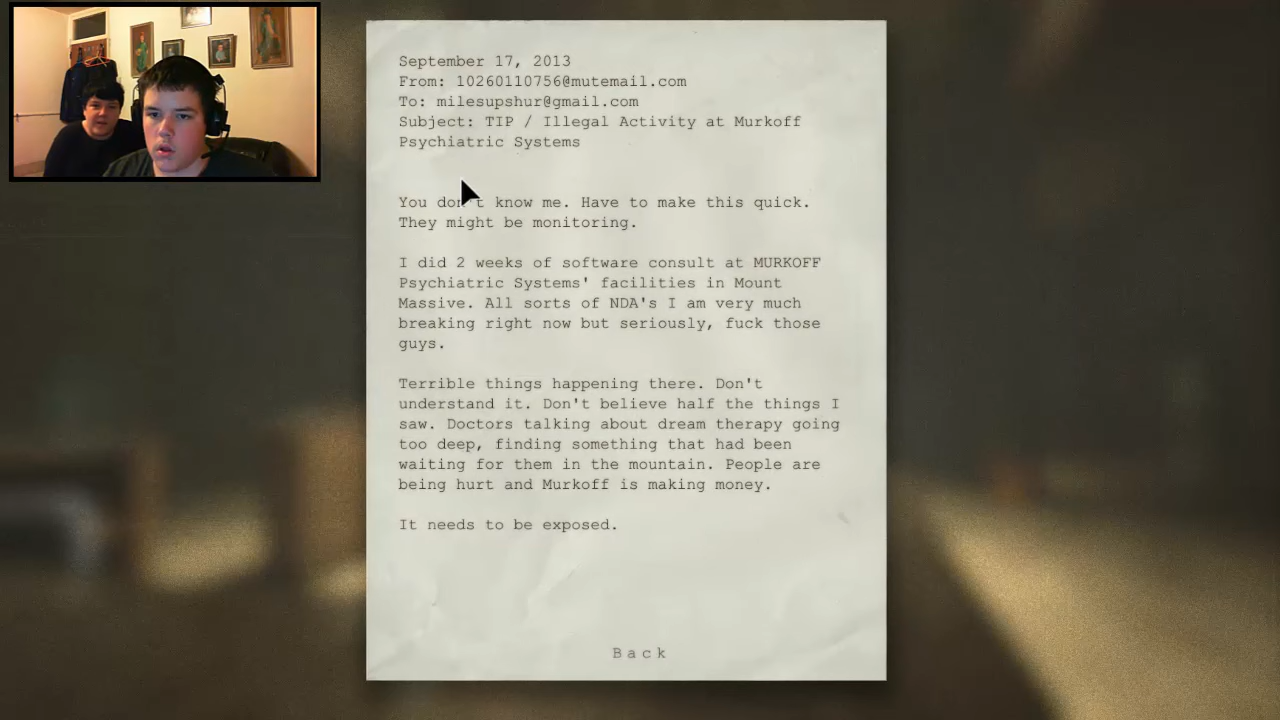 September 17, 2013
From: 10260110756@mutemail.com
To: milesupshur@gmail.com
Subject: TIP / Illegal Activity at Murkoff
Psychiatric Systems
You don't know me. Have to make this quick.
They might be monitoring.
I did 2 weeks of software consult at MURKOFF
Psychiatric Systems' facilities in Mount
Massive. All sorts of NDA's I am very much
breaking right now but seriously, fuck those
guys.
Terrible things happening there. Don't
understand it. Don't believe half the things I
saw. Doctors talking about dream therapy going
too deep, finding something that had been
waiting for them in the mountain. People are
being hurt and Murkoff is making money.
It needs to be exposed.
Back